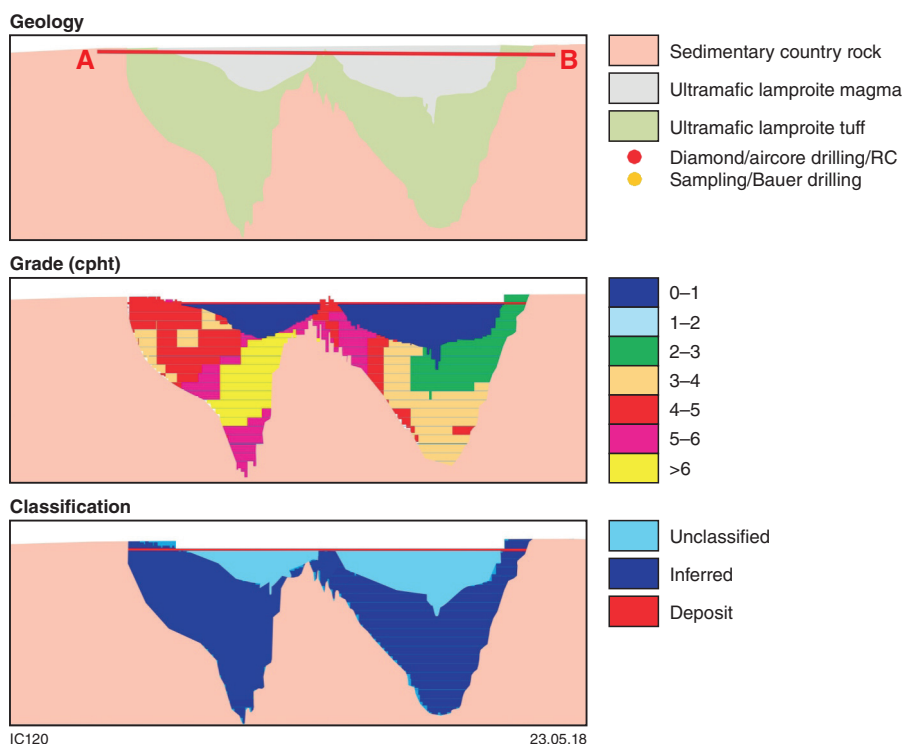 Geology
A
B
Sedimentary country rock
Ultramafic lamproite magma
Ultramafic lamproite tuff
Diamond/aircore drilling/RC
Sampling/Bauer drilling
Grade (cpht)
0–1
1–2
2–3
3–4
4–5
5–6
>6
Classification
Unclassified
Inferred
Deposit
IC120
23.05.18